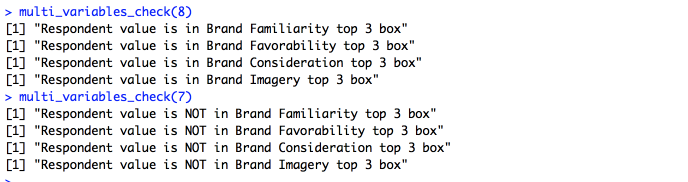 > multi_variables_check(8)
[1] "Respondent value is in Brand Familiarity top 3 box"
[1] "Respondent value is in Brand Favorability top 3 box"
[1] "Respondent value is in Brand Consideration top 3 box"
[1] "Respondent value is in Brand Imagery top 3 box"
> multi_variables_check(7)
[1] "Respondent value is NOT in Brand Familiarity top 3 box"
[1] "Respondent value is NOT in Brand Favorability top 3 box"
[1] "Respondent value is NOT in Brand Consideration top 3 box"
[1] "Respondent value is NOT in Brand Imagery top 3 box"
>